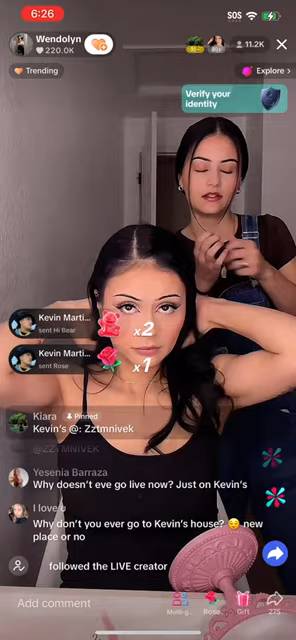 6:26
SOS
Wendolyn
220.0K
11.2K
Trending
Explore >
Verify your
identity
Kevin Marti...
sent Hi Bear
x2
Kevin Marti...
sent Rose
x1
Kiara Pinned
Kevin's @: Zztmnivek
@ZZTMNIVEK
Yesenia Barraza
Why doesn't eve go live now? Just on Kevin's
I love u
Why don't you ever go to Kevin's house? 😏 new
place or no
followed the LIVE creator
Add comment
Multi-g...
Rose
Gift
275